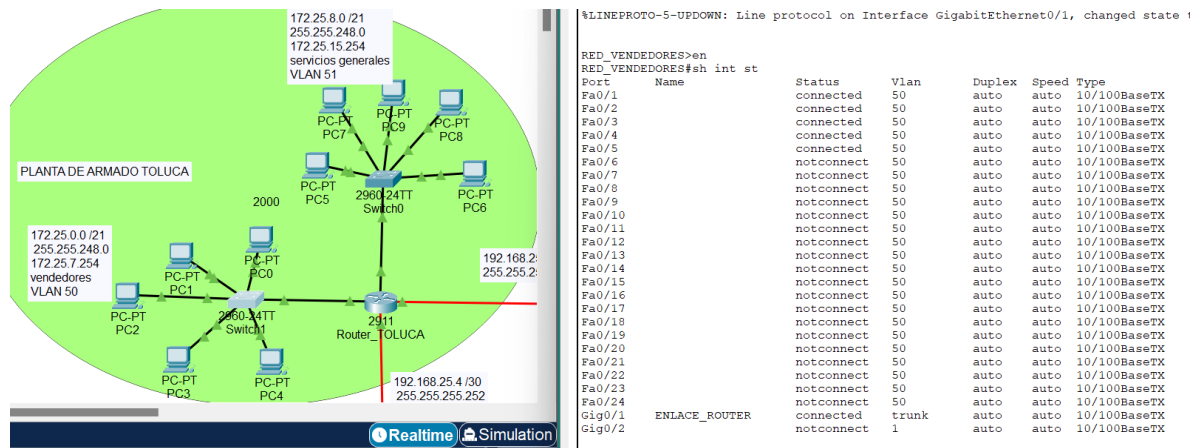 172.25.8.0 /21
255.255.248.0
172.25.15.254
servicios generales
VLAN 51
PC-PT
PC7
PC-PT
PC9
PC-PT
PC8
PLANTA DE ARMADO TOLUCA
PC-PT
PC5
2960-24TT
Switch0
PC-PT
PC6
2000
172.25.0.0 /21
255.255.248.0
172.25.7.254
vendedores
VLAN 50
PC-PT
PC0
PC-PT
PC1
PC-PT
PC2
2960-24TT
Switch1
2911
Router_TOLUCA
PC-PT
PC3
PC-PT
PC4
192.168.25.4 /30
255.255.255.252
Realtime
Simulation
%LINEPROTO-5-UPDOWN: Line protocol on Interface GigabitEthernet0/1, changed state
RED_VENDEDORES>en
RED_VENDEDORES#sh int st
Port Name Status Vlan Duplex Speed Type
Fa0/1 connected 50 auto auto 10/100BaseTX
Fa0/2 connected 50 auto auto 10/100BaseTX
Fa0/3 connected 50 auto auto 10/100BaseTX
Fa0/4 connected 50 auto auto 10/100BaseTX
Fa0/5 connected 50 auto auto 10/100BaseTX
Fa0/6 notconnect 50 auto auto 10/100BaseTX
Fa0/7 notconnect 50 auto auto 10/100BaseTX
Fa0/8 notconnect 50 auto auto 10/100BaseTX
Fa0/9 notconnect 50 auto auto 10/100BaseTX
Fa0/10 notconnect 50 auto auto 10/100BaseTX
Fa0/11 notconnect 50 auto auto 10/100BaseTX
Fa0/12 notconnect 50 auto auto 10/100BaseTX
Fa0/13 notconnect 50 auto auto 10/100BaseTX
Fa0/14 notconnect 50 auto auto 10/100BaseTX
Fa0/15 notconnect 50 auto auto 10/100BaseTX
Fa0/16 notconnect 50 auto auto 10/100BaseTX
Fa0/17 notconnect 50 auto auto 10/100BaseTX
Fa0/18 notconnect 50 auto auto 10/100BaseTX
Fa0/19 notconnect 50 auto auto 10/100BaseTX
Fa0/20 notconnect 50 auto auto 10/100BaseTX
Fa0/21 notconnect 50 auto auto 10/100BaseTX
Fa0/22 notconnect 50 auto auto 10/100BaseTX
Fa0/23 notconnect 50 auto auto 10/100BaseTX
Fa0/24 notconnect 50 auto auto 10/100BaseTX
Gig0/1 ENLACE_ROUTER connected trunk auto auto 10/100BaseTX
Gig0/2 notconnect 1 auto auto 10/100BaseTX